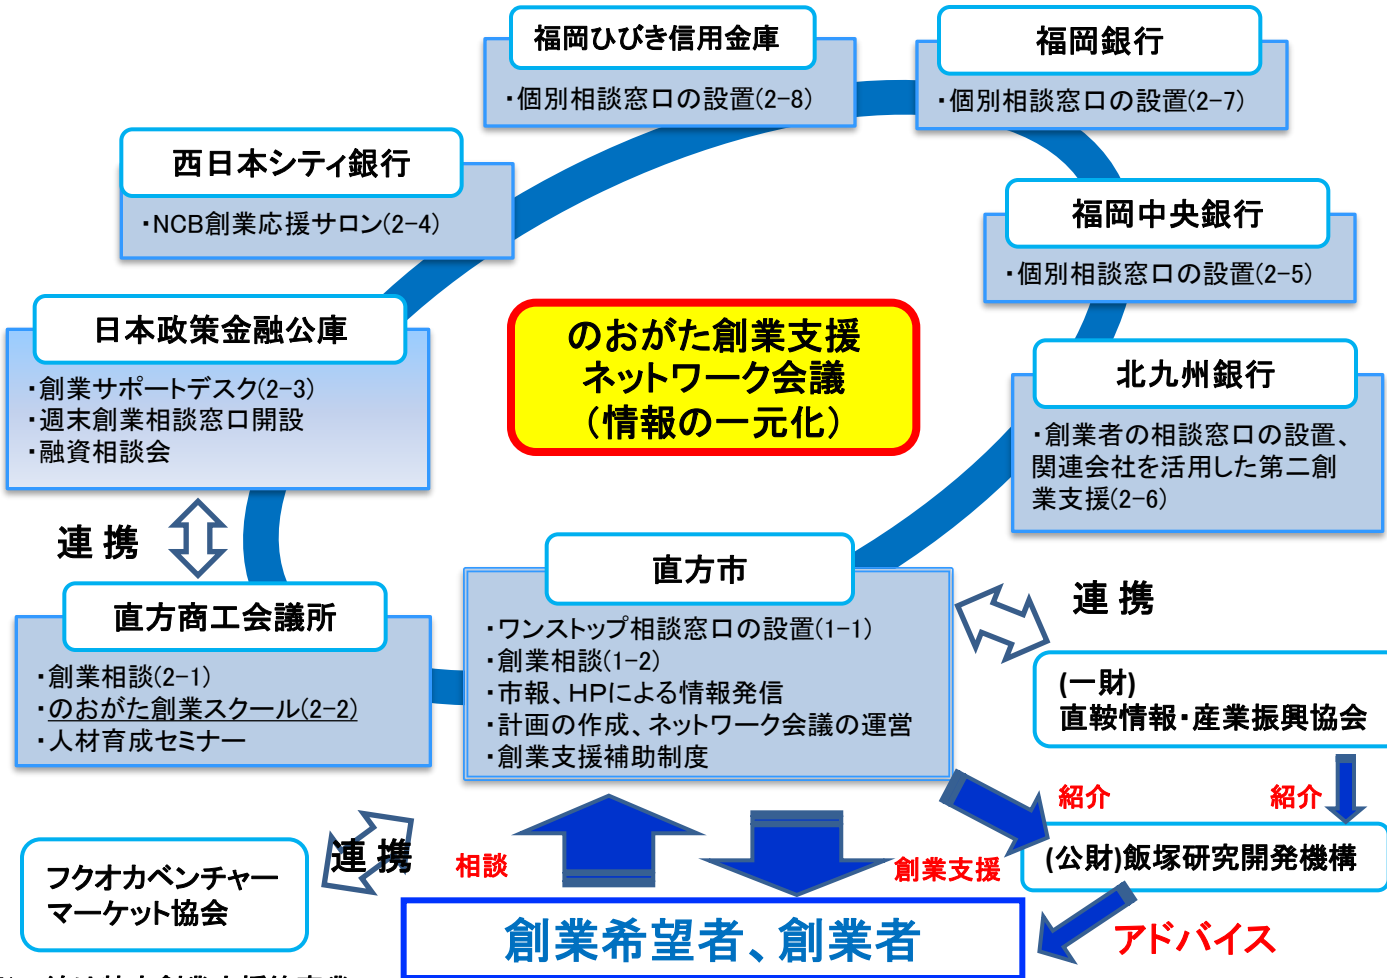 福岡ひびき信用金庫
・個別相談窓口の設置(2-8)
福岡銀行
・個別相談窓口の設置(2-7)
西日本シティ銀行
・NCB創業応援サロン(2-4)
福岡中央銀行
・個別相談窓口の設置(2-5)
日本政策金融公庫
・創業サポートデスク(2-3)
・週末創業相談窓口開設
・融資相談会
のおがた創業支援
ネットワーク会議
（情報の一元化）
北九州銀行
・創業者の相談窓口の設置、
関連会社を活用した第二創
業支援(2-6)
連 携
直方商工会議所
・創業相談(2-1)
・のおがた創業スクール(2-2)
・人材育成セミナー
直方市
・ワンストップ相談窓口の設置(1-1)
・創業相談(1-2)
・市報、HPによる情報発信
・計画の作成、ネットワーク会議の運営
・創業支援補助制度
連 携
(一財)
直鞍情報・産業振興協会
紹介
紹介
(公財)飯塚研究開発機構
連 携
フクオカベンチャー
マーケット協会
相談
創業支援
アドバイス
創業希望者、創業者